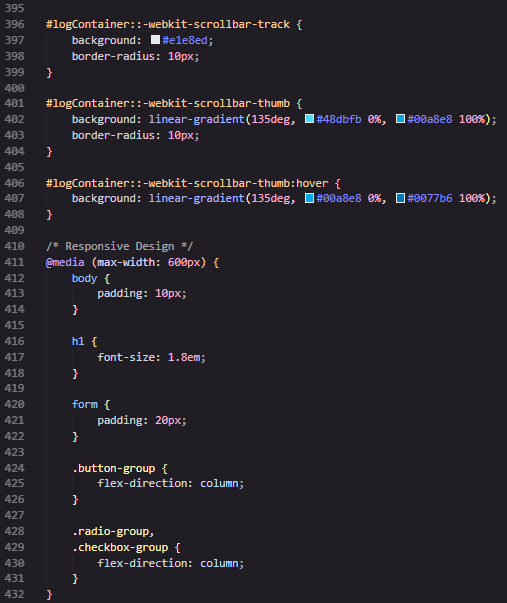 395
396 #logContainer::-webkit-scrollbar-track {
397     background: #e1e8ed;
398     border-radius: 10px;
399 }
400
401 #logContainer::-webkit-scrollbar-thumb {
402     background: linear-gradient(135deg, #48dbfb 0%, #00a8e8 100%);
403     border-radius: 10px;
404 }
405
406 #logContainer::-webkit-scrollbar-thumb:hover {
407     background: linear-gradient(135deg, #00a8e8 0%, #0077b6 100%);
408 }
409
410 /* Responsive Design */
411 @media (max-width: 600px) {
412     body {
413         padding: 10px;
414     }
415
416     h1 {
417         font-size: 1.8em;
418     }
419
420     form {
421         padding: 20px;
422     }
423
424     .button-group {
425         flex-direction: column;
426     }
427
428     .radio-group,
429     .checkbox-group {
430         flex-direction: column;
431     }
432 }